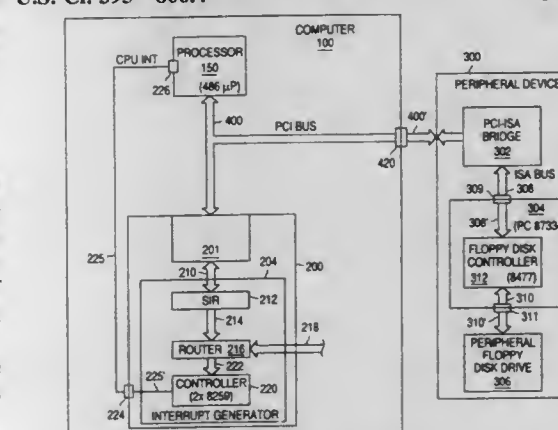 U.S. Cl. 395
COMPUTER
100
CPU INT
226
PROCESSOR
150
(486 µP)
400
PCI BUS
420
400'
300
PERIPHERAL DEVICE
PCI-ISA
BRIDGE
302
ISA BUS
309
308
304
(PC 8733
FLOPPY DISK
CONTROLLER
312
(8477)
310
311
310'
PERIPHERAL
FLOPPY
DISK DRIVE
306
225
201
204
200
210
SIR
212
214
218
ROUTER 216
222
225'
CONTROLLER
(2x 8259)
220
224
INTERRUPT GENERATOR